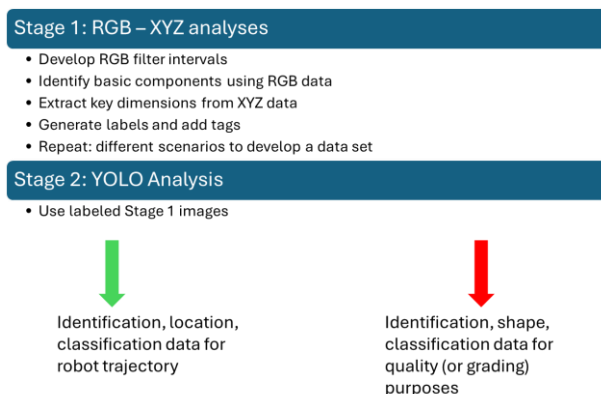 Stage 1: RGB – XYZ analyses
• Develop RGB filter intervals
• Identify basic components using RGB data
• Extract key dimensions from XYZ data
• Generate labels and add tags
• Repeat: different scenarios to develop a data set
Stage 2: YOLO Analysis
• Use labeled Stage 1 images
Identification, location,
classification data for
robot trajectory
Identification, shape,
classification data for
quality (or grading)
purposes